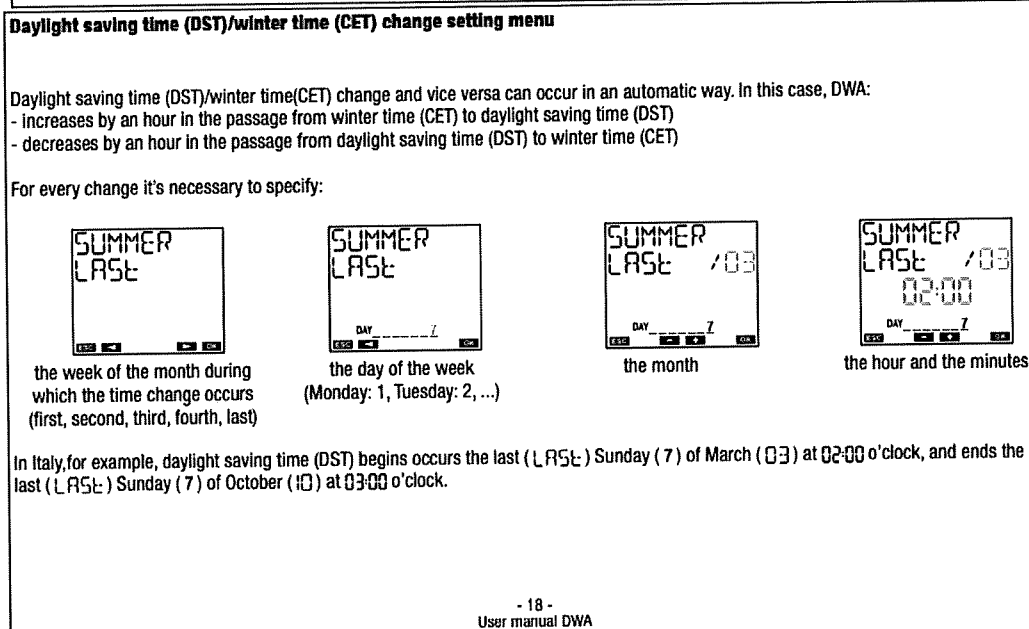 Daylight saving time (DST)/winter time (CET) change setting menu
Daylight saving time (DST)/winter time(CET) change and vice versa can occur in an automatic way. In this case, DWA:
- increases by an hour in the passage from winter time (CET) to daylight saving time (DST)
- decreases by an hour in the passage from daylight saving time (DST) to winter time (CET)
For every change it's necessary to specify:
SUMMER
LASt
ESC ◄ ► OK
the week of the month during
which the time change occurs
(first, second, third, fourth, last)
SUMMER
LASt
DAY 7
ESC ◄ OK
the day of the week
(Monday: 1, Tuesday: 2, ...)
SUMMER
LASt /03
DAY 7
ESC - + OK
the month
SUMMER
LASt /03
02:00
DAY 7
ESC - + OK
the hour and the minutes
In Italy,for example, daylight saving time (DST) begins occurs the last ( LASt ) Sunday ( 7 ) of March ( 03 ) at 02:00 o'clock, and ends the
last ( LASt ) Sunday ( 7 ) of October ( 10 ) at 03:00 o'clock.
- 18 -
User manual DWA